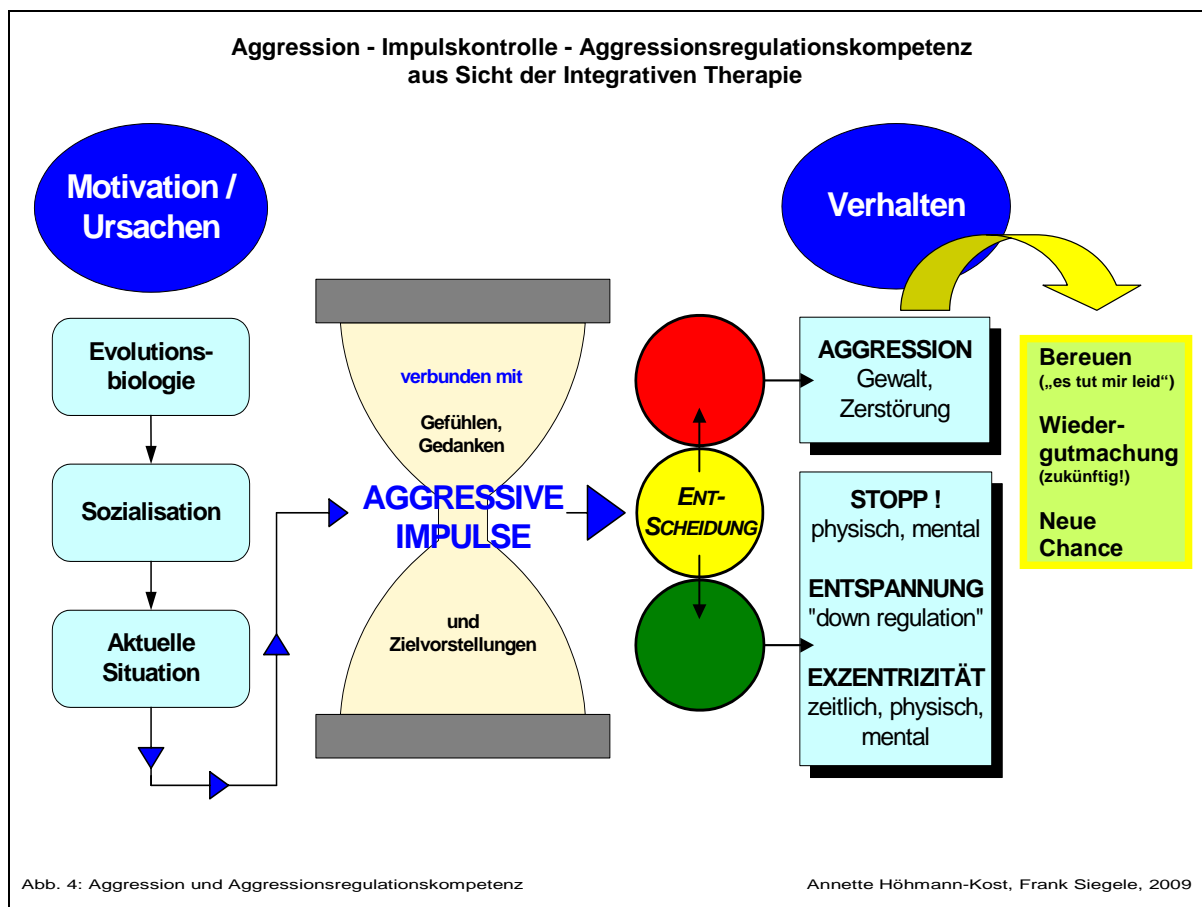 Aggression - Impulskontrolle - Aggressionsregulationskompetenz
aus Sicht der Integrativen Therapie
Motivation /
Ursachen
Evolutions-
biologie
Sozialisation
Aktuelle
Situation
verbunden mit
Gefühlen,
Gedanken
AGGRESSIVE
IMPULSE
und
Zielvorstellungen
ENT-
SCHEIDUNG
Verhalten
AGGRESSION
Gewalt,
Zerstörung
STOPP !
physisch, mental
ENTSPANNUNG
"down regulation"
EXZENTRIZITÄT
zeitlich, physisch,
mental
Bereuen
(„es tut mir leid“)
Wieder-
gutmachung
(zukünftig!)
Neue
Chance
Abb. 4: Aggression und Aggressionsregulationskompetenz
Annette Höhmann-Kost, Frank Siegele, 2009